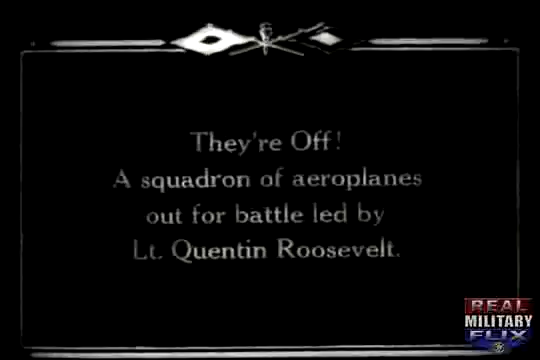 They're Off!
A squadron of aeroplanes
out for battle led by
Lt. Quentin Roosevelt.
REAL
MILITARY
FLIX